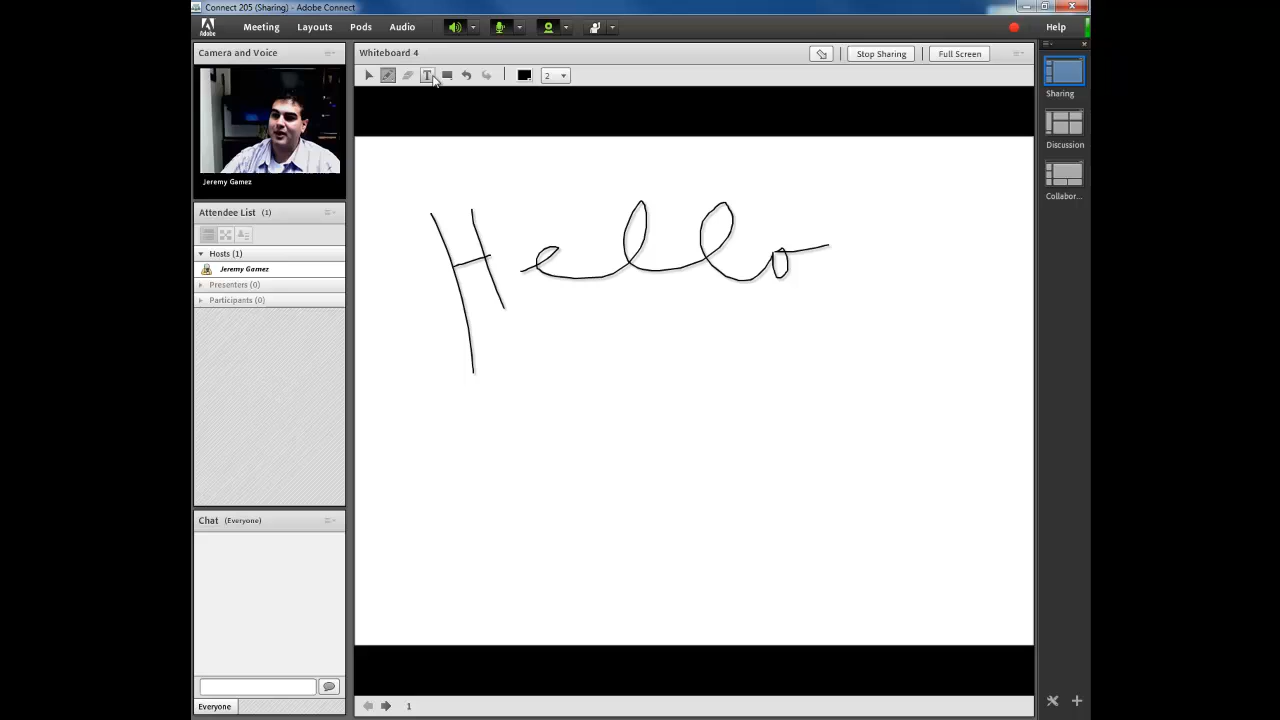 Connect 205 (Sharing) - Adobe Connect
Adobe Meeting Layouts Pods Audio Help
Camera and Voice
Whiteboard 4
Stop Sharing
Full Screen
T
2
Sharing
Discussion
Collabor...
Jeremy Gamez
Attendee List (1)
Hosts (1)
Jeremy Gamez
Presenters (0)
Participants (0)
Hello
Chat (Everyone)
Everyone
1